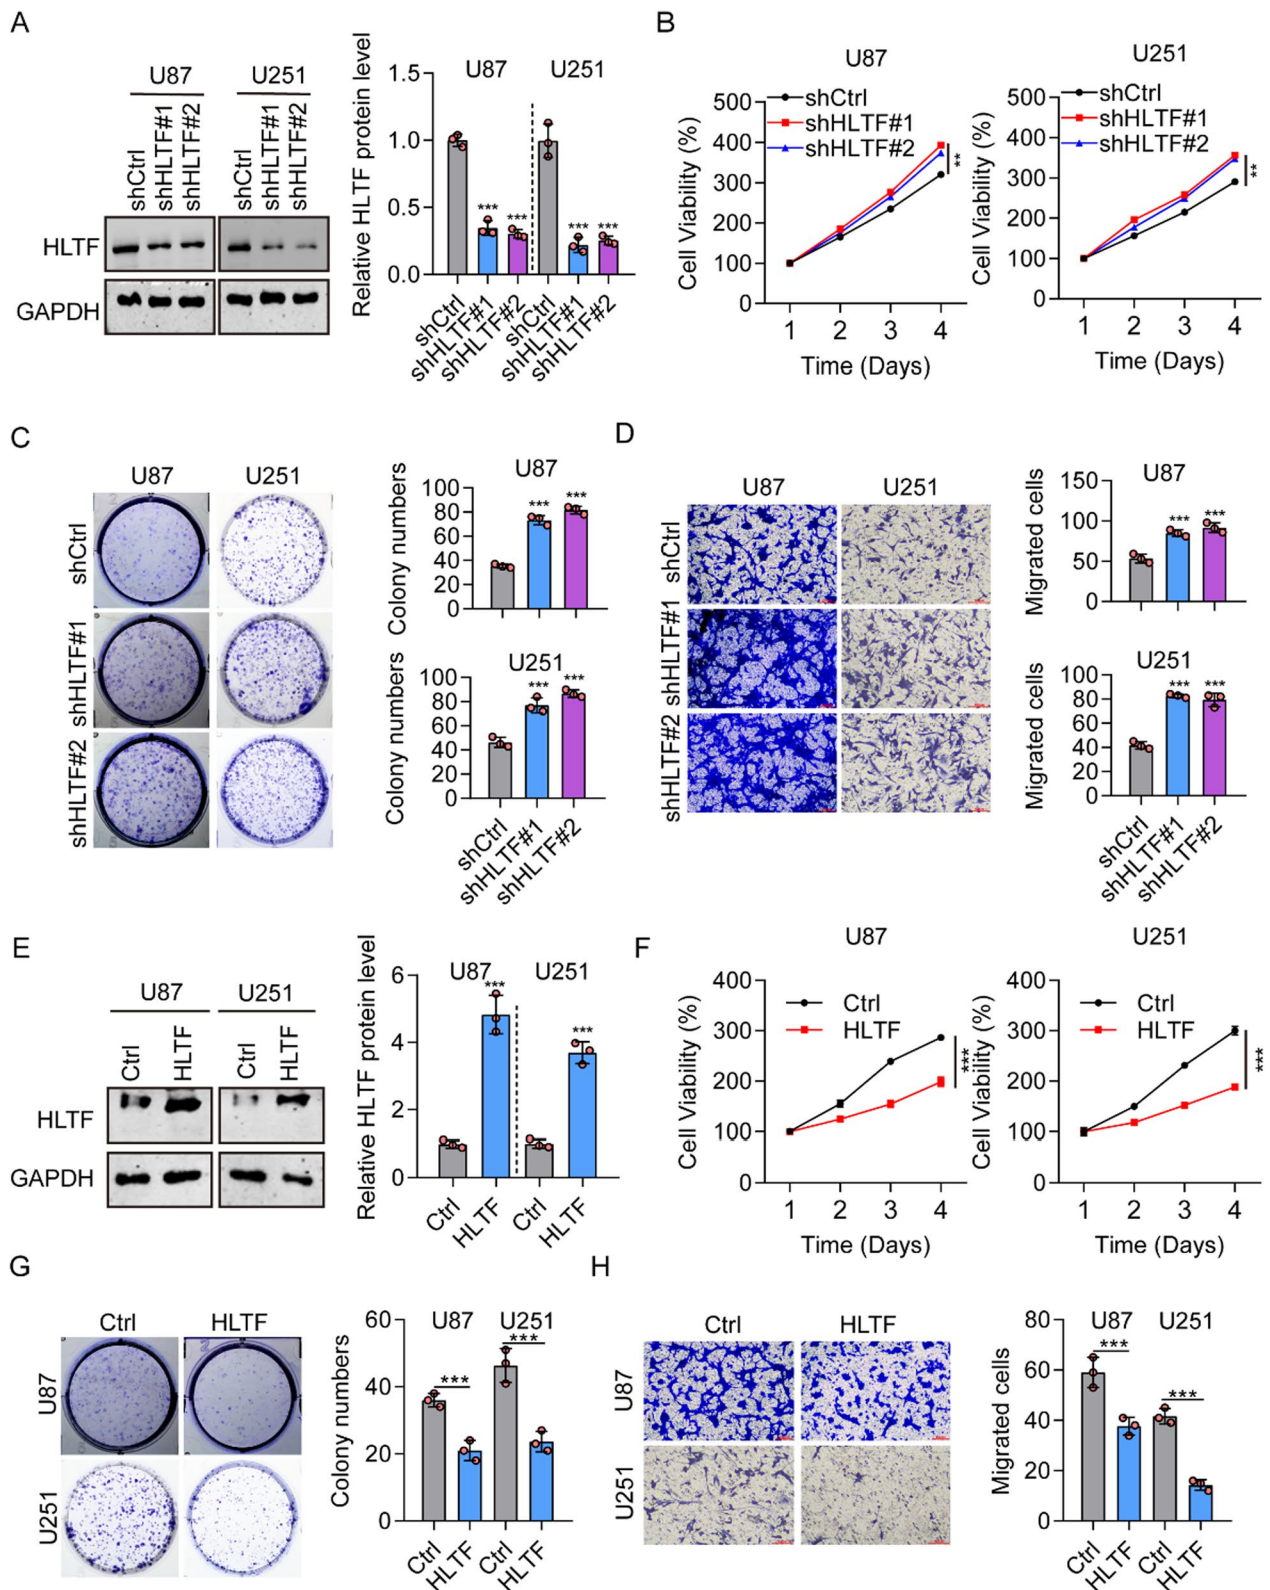 A
U87 U251
shCtrl shHLTF#1 shHLTF#2 shCtrl shHLTF#1 shHLTF#2
HLTF
GAPDH
Relative HLTF protein level
1.5
1.0
0.5
0.0
U87 U251
*** *** *** ***
shCtrl shHLTF#1 shHLTF#2 shCtrl shHLTF#1 shHLTF#2
B
U87
Cell Viability (%)
500
400
300
200
100
0
shCtrl
shHLTF#1
shHLTF#2
**
1 2 3 4
Time (Days)
U251
Cell Viability (%)
500
400
300
200
100
0
shCtrl
shHLTF#1
shHLTF#2
**
1 2 3 4
Time (Days)
C
U87 U251
shCtrl
shHLTF#1
shHLTF#2
U87
Colony numbers
100
80
60
40
20
0
*** ***
U251
Colony numbers
100
80
60
40
20
0
*** ***
shCtrl shHLTF#1 shHLTF#2
D
U87 U251
shCtrl
shHLTF#1
shHLTF#2
U87
Migrated cells
150
100
50
0
*** ***
U251
Migrated cells
100
80
60
40
20
0
*** ***
shCtrl shHLTF#1 shHLTF#2
E
U87 U251
Ctrl HLTF Ctrl HLTF
HLTF
GAPDH
Relative HLTF protein level
6
4
2
0
U87 U251
*** ***
Ctrl HLTF Ctrl HLTF
F
U87
Cell Viability (%)
400
300
200
100
0
Ctrl
HLTF
***
1 2 3 4
Time (Days)
U251
Cell Viability (%)
400
300
200
100
0
Ctrl
HLTF
***
1 2 3 4
Time (Days)
G
Ctrl HLTF
U87
U251
Colony numbers
60
40
20
0
U87 U251
*** ***
Ctrl HLTF Ctrl HLTF
H
Ctrl HLTF
U87
U251
Migrated cells
80
60
40
20
0
U87 U251
*** ***
Ctrl HLTF Ctrl HLTF